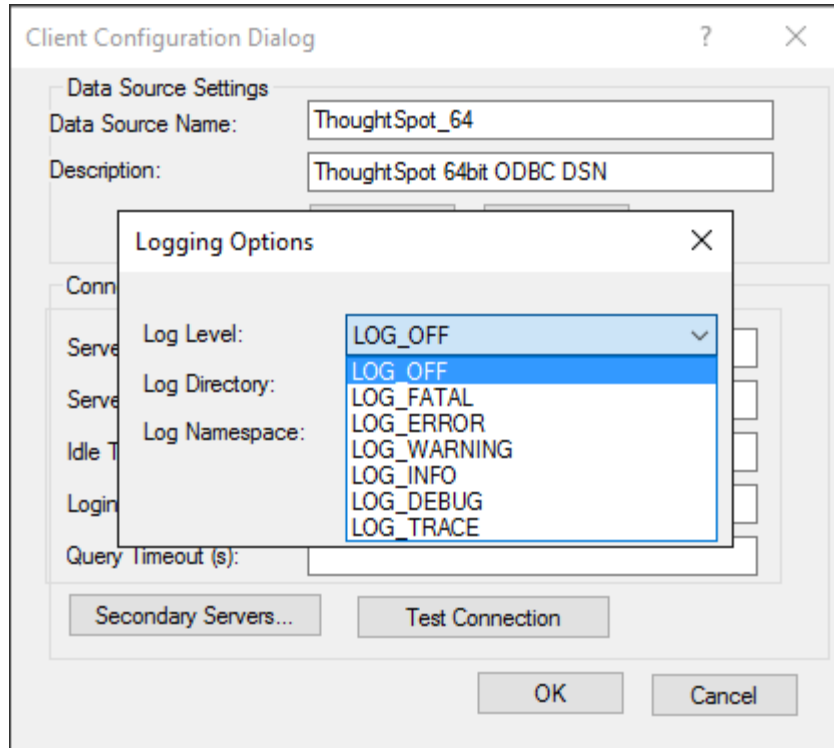 Client Configuration Dialog ?
Data Source Settings
Data Source Name: ThoughtSpot_64
Description: ThoughtSpot 64bit ODBC DSN
Logging Options
Log Level: LOG_OFF
LOG_OFF
LOG_FATAL
Log Directory:
LOG_ERROR
Log Namespace:
LOG_WARNING
LOG_INFO
LOG_DEBUG
LOG_TRACE
Idle
Query Timeout (s):
Secondary Servers... Test Connection
OK Cancel